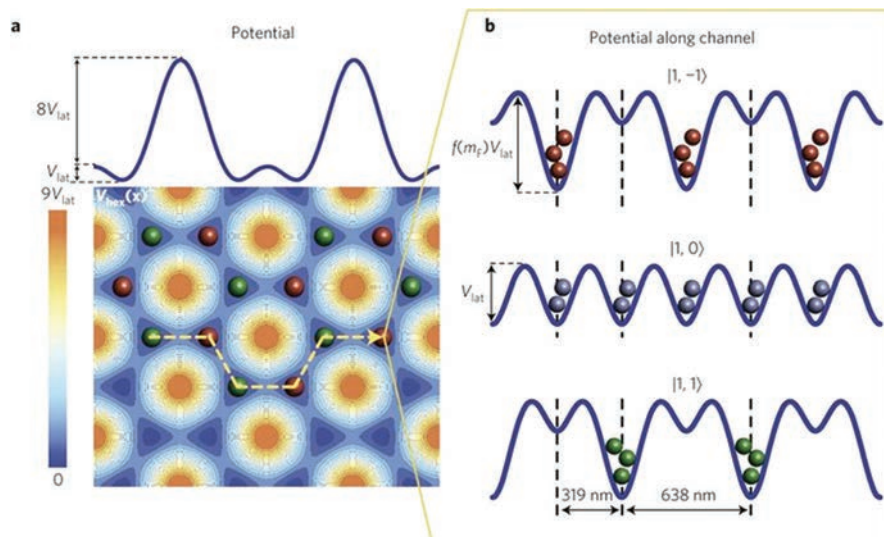 a
Potential
8V_lat
V_lat
9V_lat
V_hex(x)
0
b
Potential along channel
|1, −1⟩
f(m_F)V_lat
|1, 0⟩
V_lat
|1, 1⟩
319 nm
638 nm